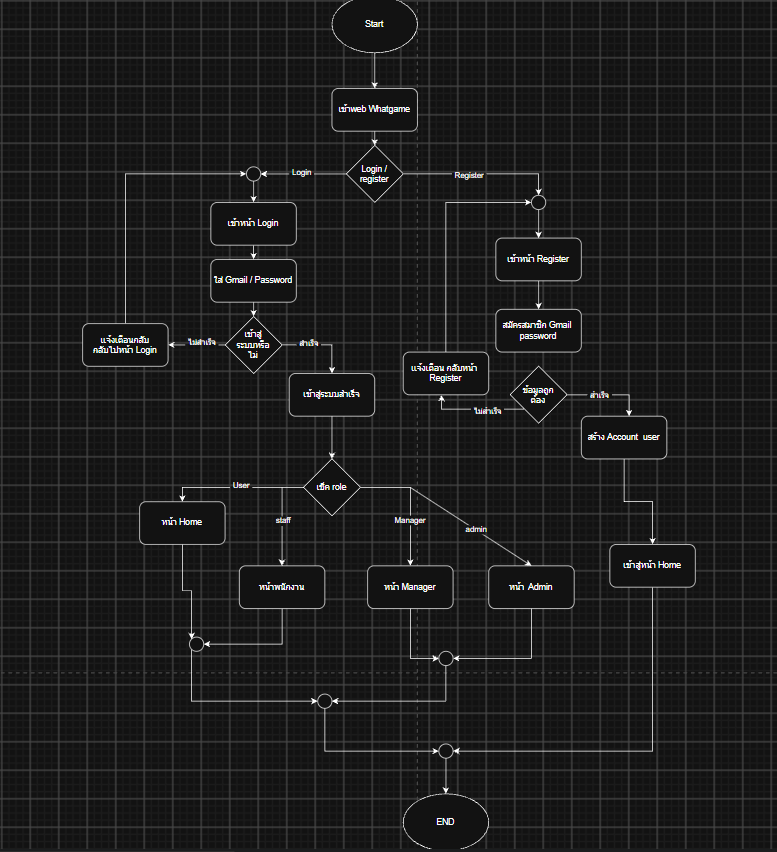 Start
เข้าweb Whatgame
Login /
register
Login
Register
เข้าหน้า Login
เข้าหน้า Register
ใส่ Gmail / Password
สมัครสมาชิก Gmail
password
เข้าสู่
ระบบหรือ
ไม่
ไม่สำเร็จ
สำเร็จ
แจ้งเตือนกลับ
กลับไปหน้า Login
แจ้งเตือน กลับหน้า
Register
เข้าสู่ระบบสำเร็จ
ข้อมูลถูก
ต้อง
สำเร็จ
ไม่สำเร็จ
สร้าง Account user
เช็ค role
User
staff
Manager
admin
หน้า Home
เข้าสู่หน้า Home
หน้าพนักงาน
หน้า Manager
หน้า Admin
END